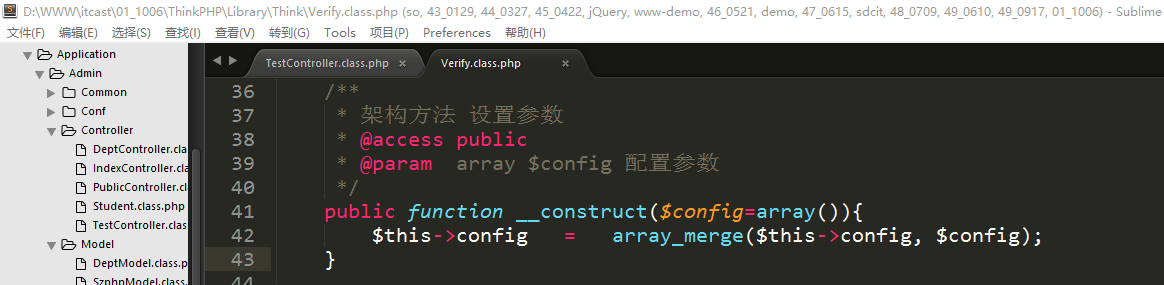 D:\WWW\itcast\01_1006\ThinkPHP\Library\Think\Verify.class.php (so, 43_0129, 44_0327, 45_0422, jQuery, www-demo, 46_0521, demo, 47_0615, sdcit, 48_0709, 49_0610, 49_0917, 01_1006) - Sublime
文件(F) 编辑(E) 选择(S) 查找(I) 查看(V) 转到(G) Tools 项目(P) Preferences 帮助(H)
Application
Admin
Common
Conf
Controller
DeptController.cla
IndexController.cla
PublicController.cl
Student.class.php
TestController.clas
Model
DeptModel.class.p
SzphpModel.class.
TestController.class.php × Verify.class.php ×
36 /**
37 * 架构方法 设置参数
38 * @access public
39 * @param  array $config 配置参数
40 */
41 public function __construct($config=array()){
42 $this->config   =   array_merge($this->config, $config);
43 }
44